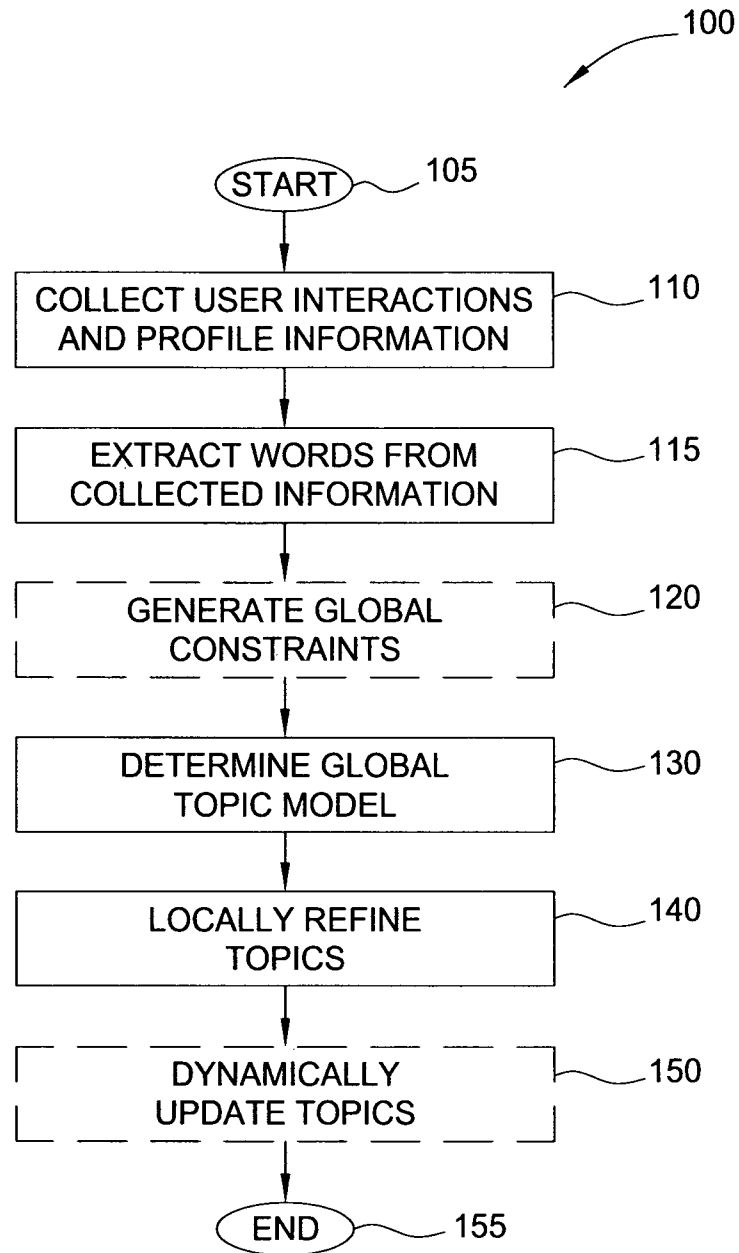 100
START
105
COLLECT USER INTERACTIONS
AND PROFILE INFORMATION
110
EXTRACT WORDS FROM
COLLECTED INFORMATION
115
GENERATE GLOBAL
CONSTRAINTS
120
DETERMINE GLOBAL
TOPIC MODEL
130
LOCALLY REFINE
TOPICS
140
DYNAMICALLY
UPDATE TOPICS
150
END
155